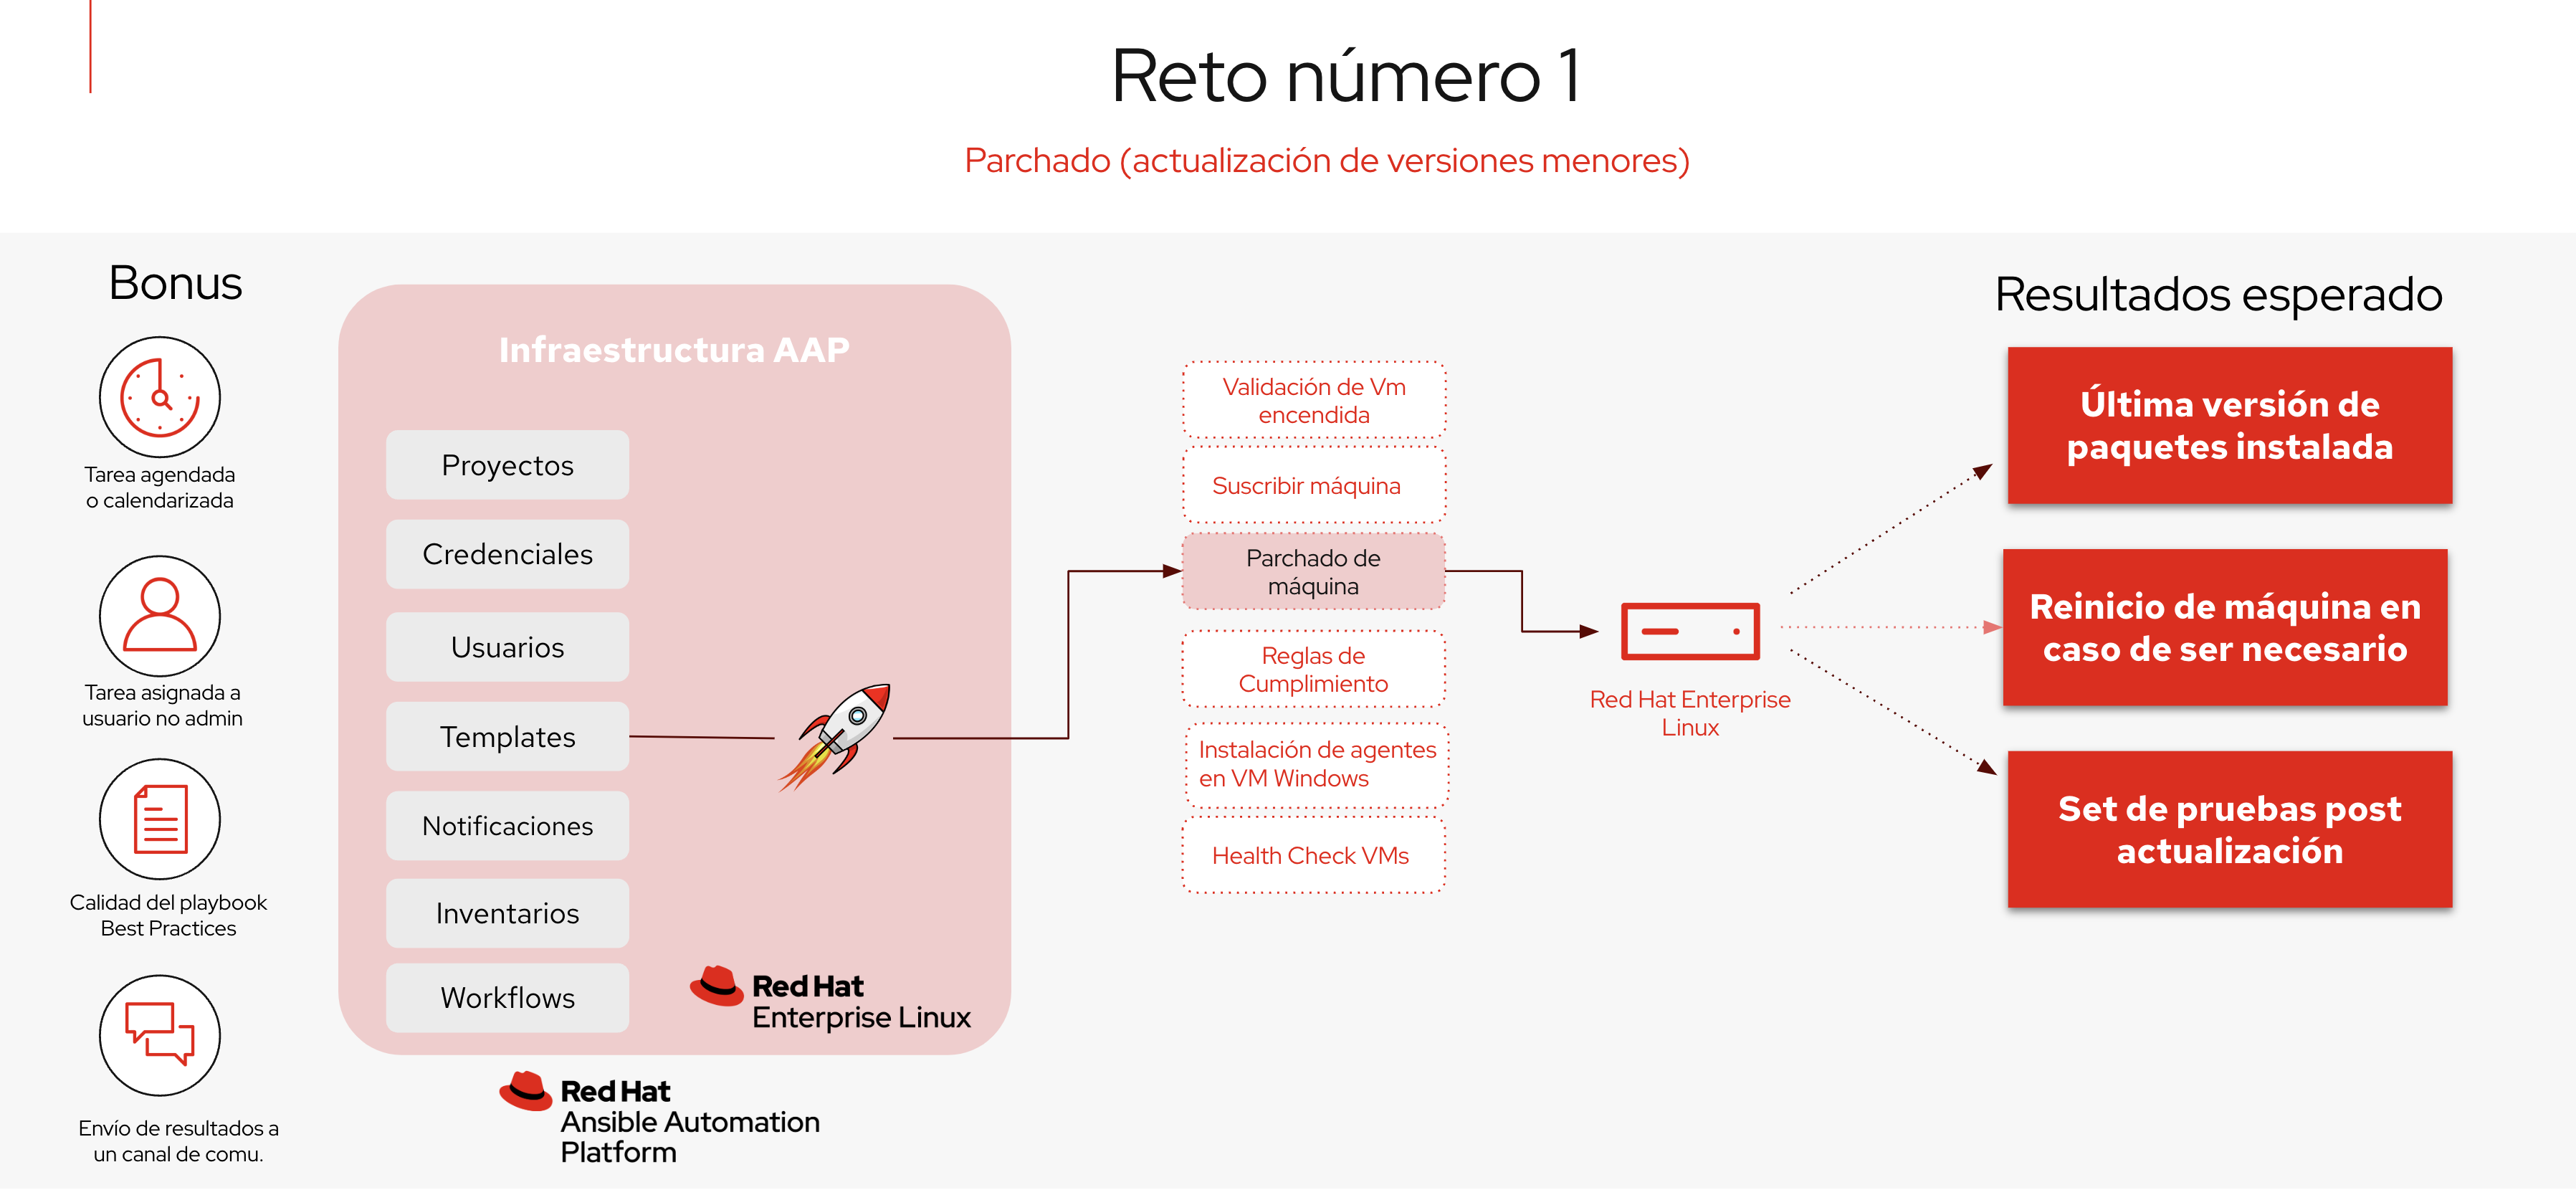 Reto número 1
Parchado (actualización de versiones menores)
Bonus
Tarea agendada
o calendarizada
Tarea asignada a
usuario no admin
Calidad del playbook
Best Practices
Envío de resultados a
un canal de comu.
Infraestructura AAP
Proyectos
Credenciales
Usuarios
Templates
Notificaciones
Inventarios
Workflows
Red Hat
Enterprise Linux
Red Hat
Ansible Automation
Platform
Validación de Vm
encendida
Suscribir máquina
Parchado de
máquina
Reglas de
Cumplimiento
Instalación de agentes
en VM Windows
Health Check VMs
Red Hat Enterprise
Linux
Resultados esperado
Última versión de
paquetes instalada
Reinicio de máquina en
caso de ser necesario
Set de pruebas post
actualización